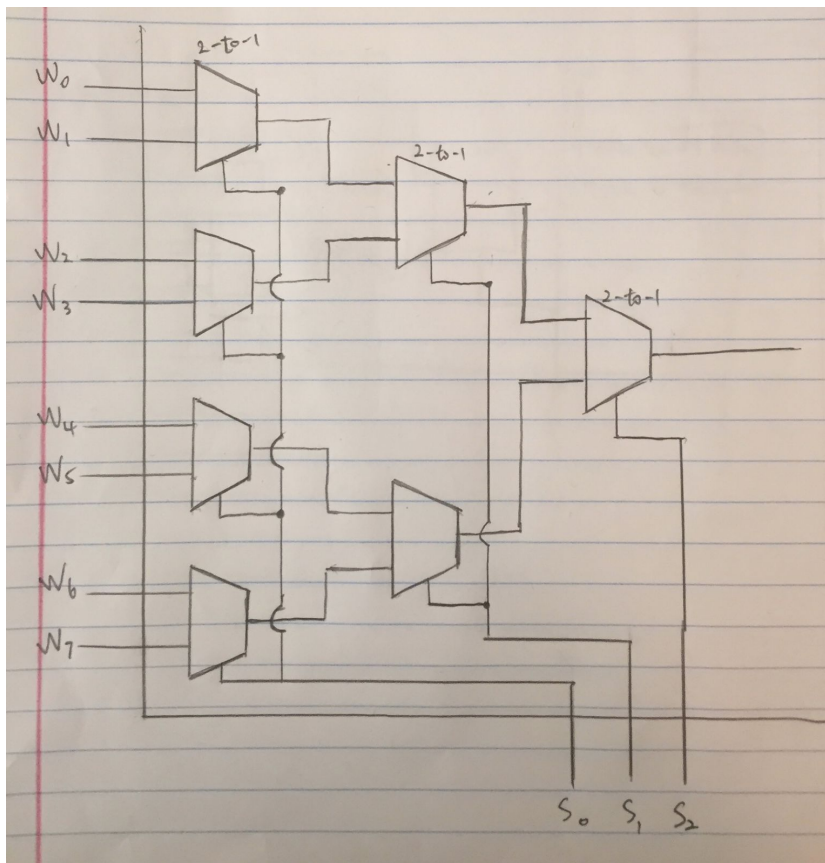 2-to-1
W₀
W₁
2-to-1
W₂
W₃
2-to-1
W₄
W₅
W₆
W₇
S₀ S₁ S₂